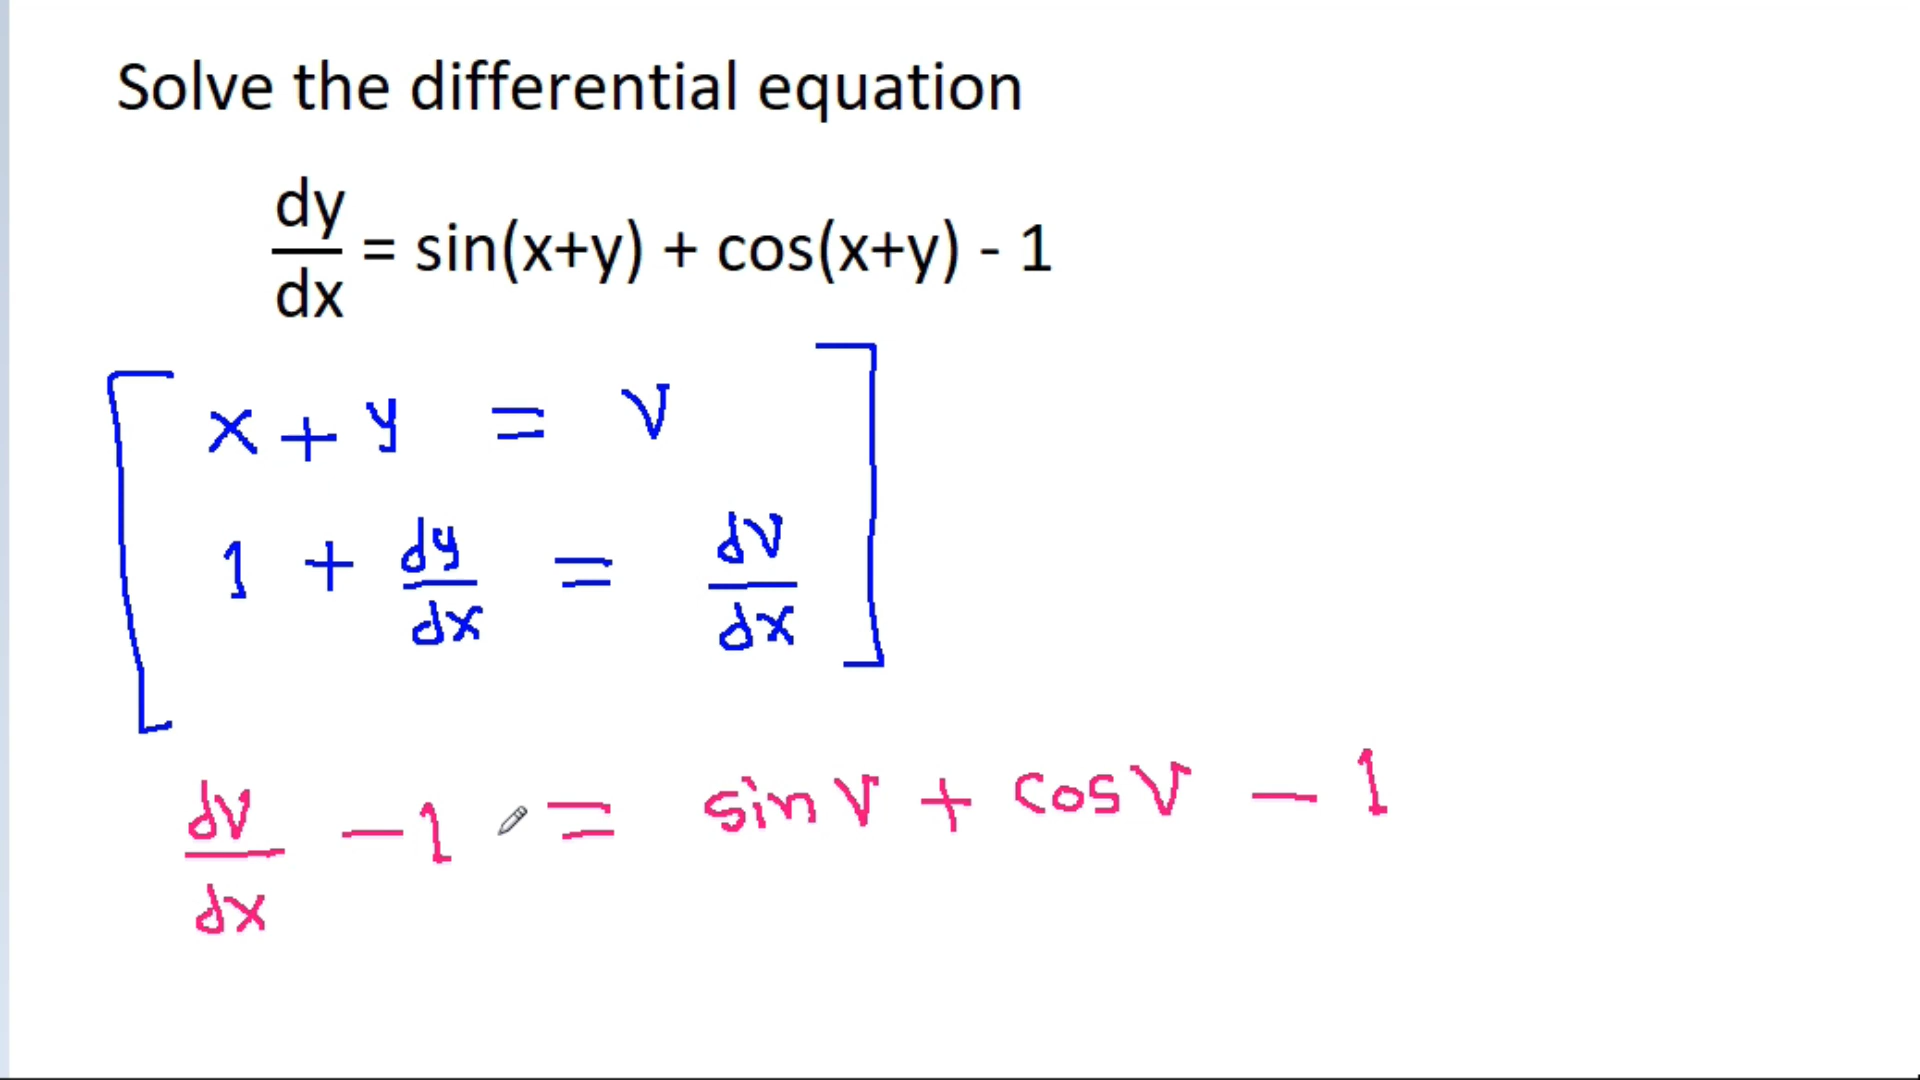 Solve the differential equation
dy/dx = sin(x+y) + cos(x+y) - 1
x + y = v
1 + dy/dx = dv/dx
dv/dx - 1 = sin v + cos v - 1